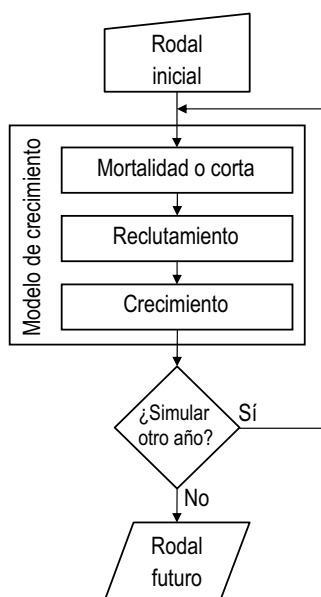 Rodal
inicial
Modelo de crecimiento
Mortalidad o corta
Reclutamiento
Crecimiento
¿Simular
otro año?
Sí
No
Rodal
futuro